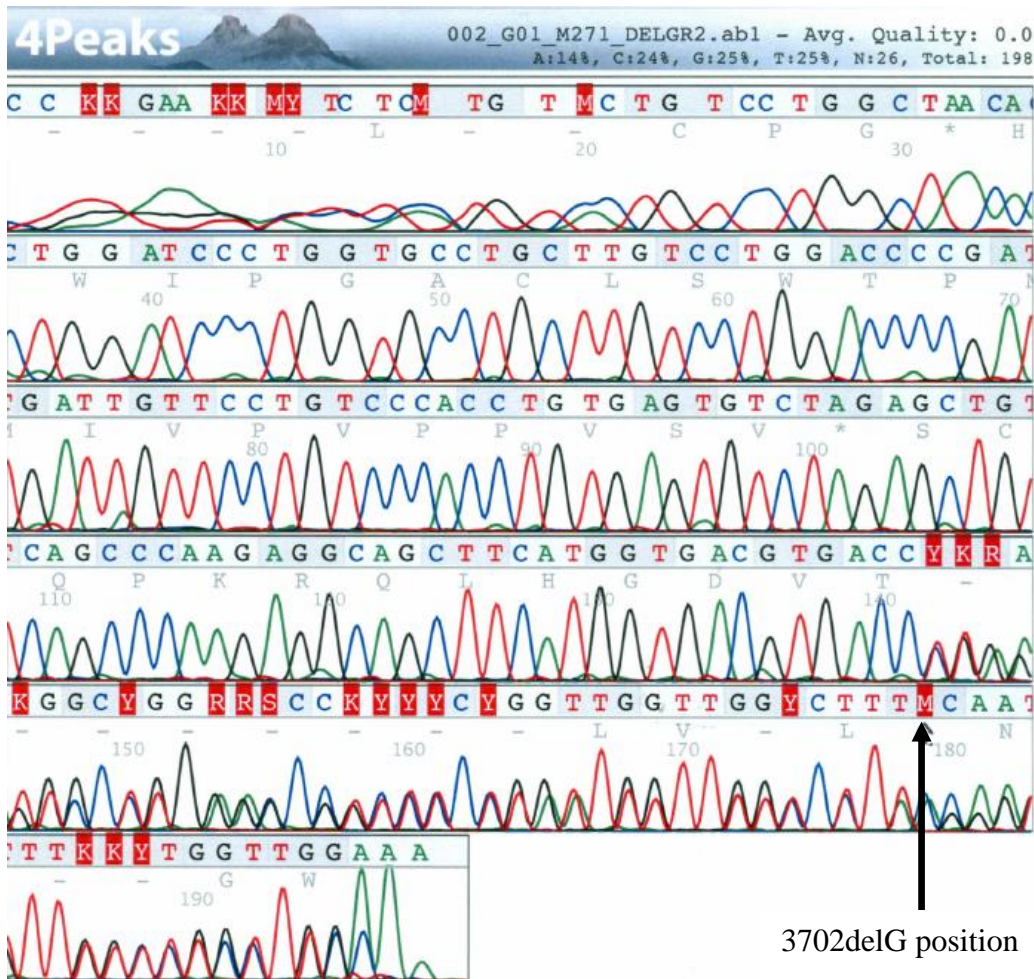 4Peaks
002_G01_M271_DELGR2.ab1 – Avg. Quality: 0.0
A:14%, C:24%, G:25%, T:25%, N:26, Total: 198
C C K K G A A K K M Y T C T C M T G T M C T G T C C T G G C T A A C A
- - - - L - - C P G * H
10 20 30
C T G G A T C C C T G G T G C C T G C T T G T C C T G G A C C C C G A T
W I P G A C L S W T P M
40 50 60 70
T G A T T G T T C C T G T C C C A C C T G T G A G T G T C T A G A G C T G T
M I V P V P P V S V * S C
80 90 100
T C A G C C C A A G A G G C A G C T T C A T G G T G A C G T G A C C Y K R A
Q P K R Q L H G D V T -
110 140
K G G C Y G G R R S C C K Y Y Y C Y G G T T G G T T G G Y C T T T M C A A T
- - - - - - - L V - L N
150 160 170 180
T T T K K Y T G G T T G G A A A
- - G W
190
3702delG position